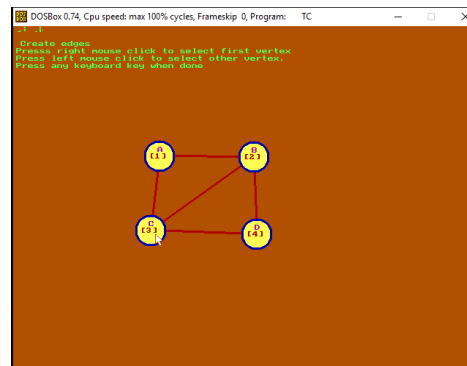 DOSBox 0.74, Cpu speed: max 100% cycles, Frameskip 0, Program: TC
Create edges
Presss right mouse click to select first vertex
Press left mouse click to select other vertex.
Press any keyboard key when done
A
[1]
B
[2]
C
[3]
D
[4]